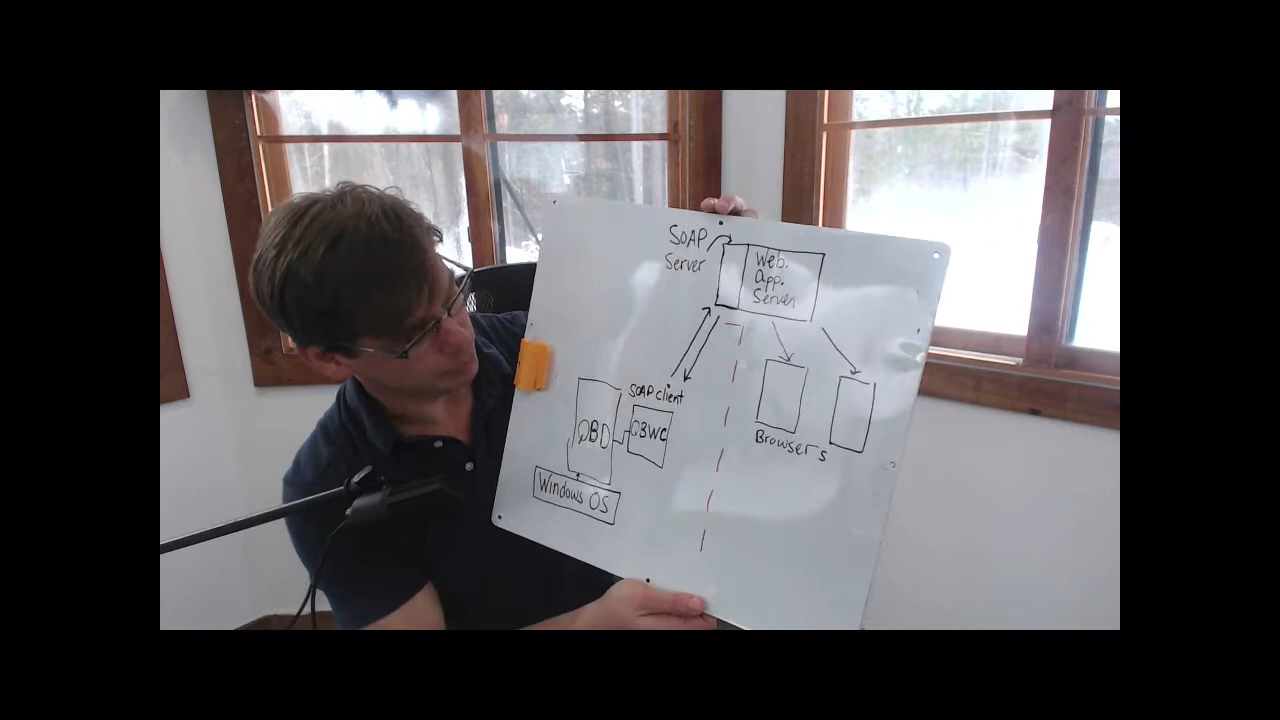 SOAP
Server
Web.
app.
Server
SOAP client
QBD
QBWC
Windows OS
Browsers